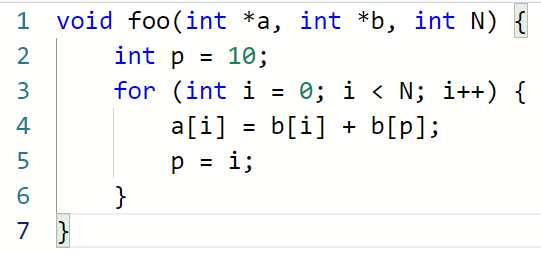 1 void foo(int *a, int *b, int N) {
2     int p = 10;
3     for (int i = 0; i < N; i++) {
4         a[i] = b[i] + b[p];
5         p = i;
6     }
7 }